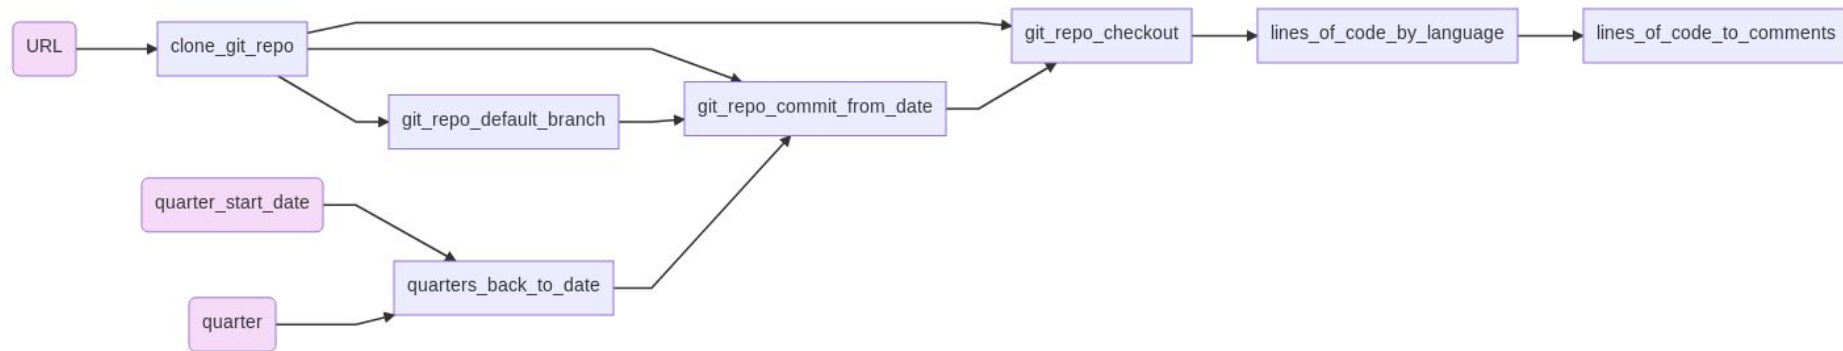 URL
clone_git_repo
git_repo_checkout
lines_of_code_by_language
lines_of_code_to_comments
git_repo_default_branch
git_repo_commit_from_date
quarter_start_date
quarters_back_to_date
quarter